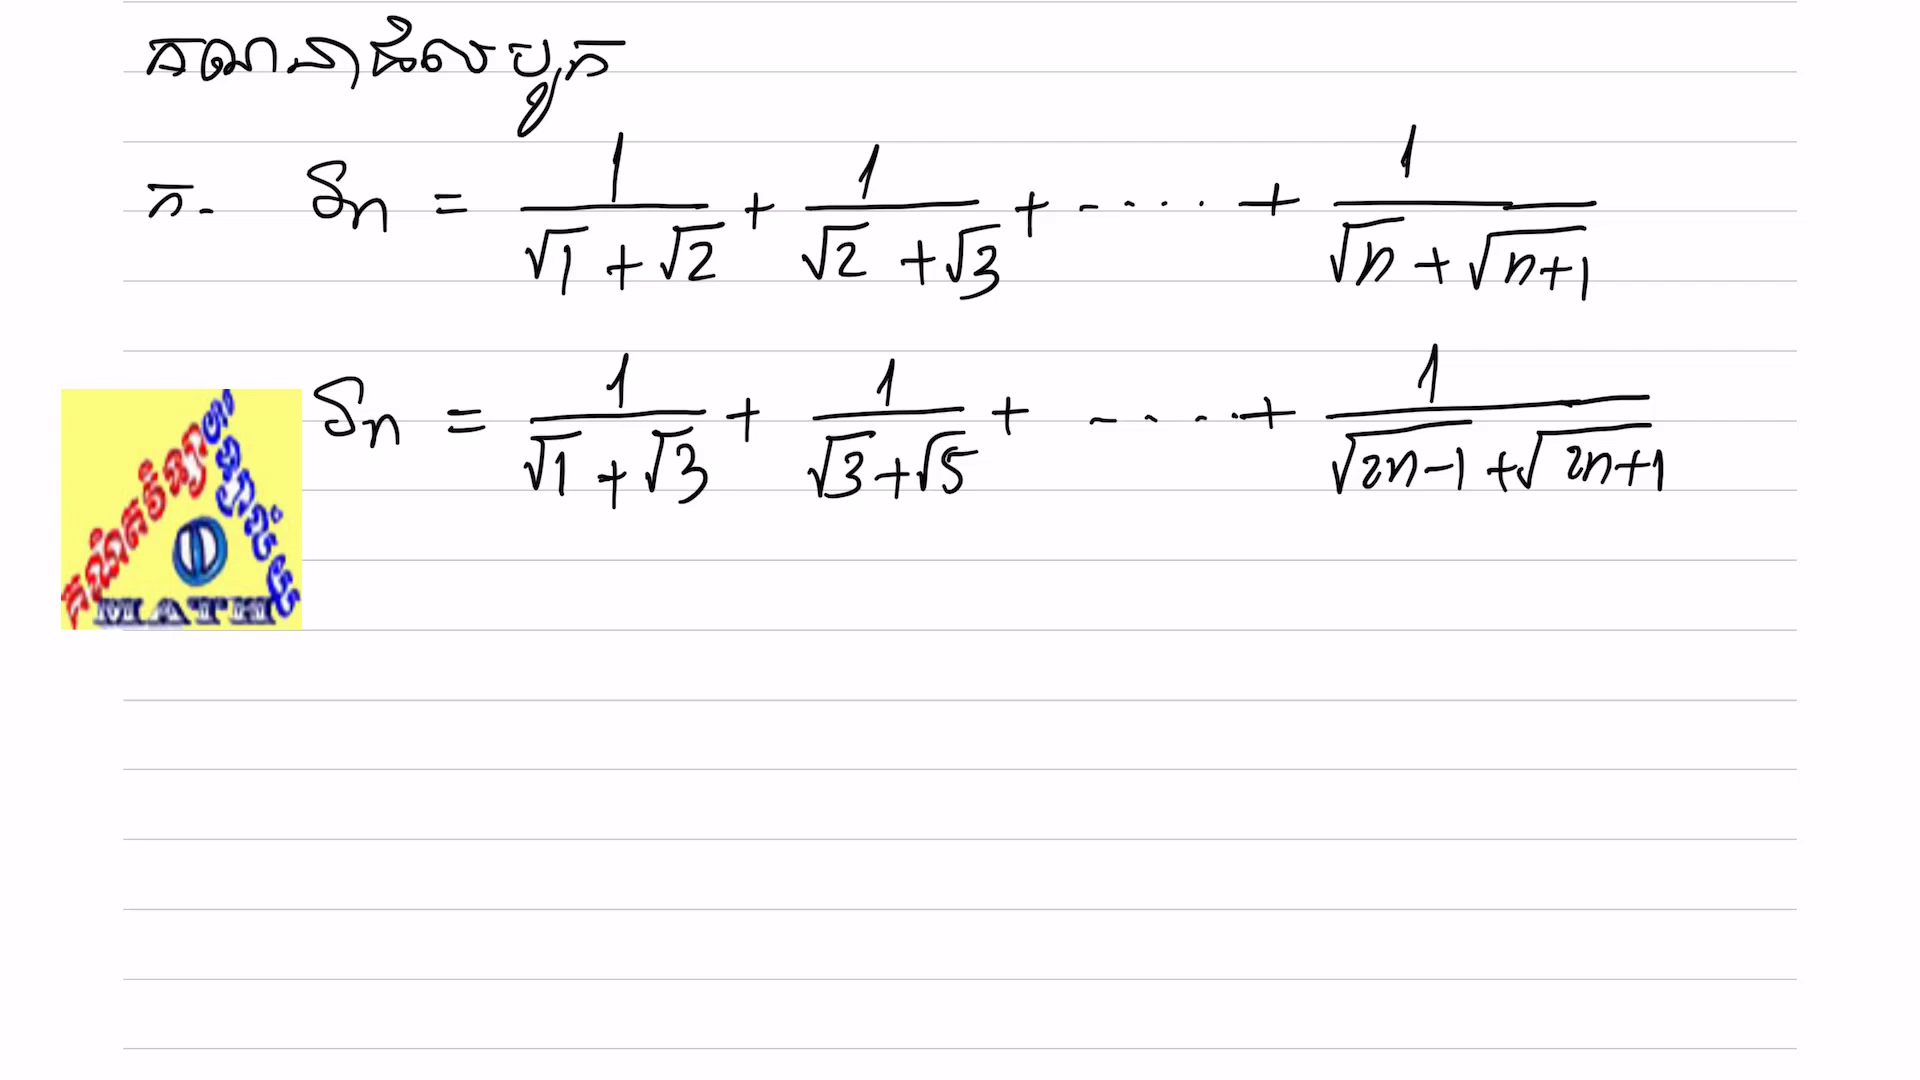 គណនាផលបូក
ក. Sn = 1/(√1 + √2) + 1/(√2 + √3) + ..... + 1/(√n + √(n+1))
Sn = 1/(√1 + √3) + 1/(√3 + √5) + ..... + 1/(√(2n-1) + √(2n+1))
MATH